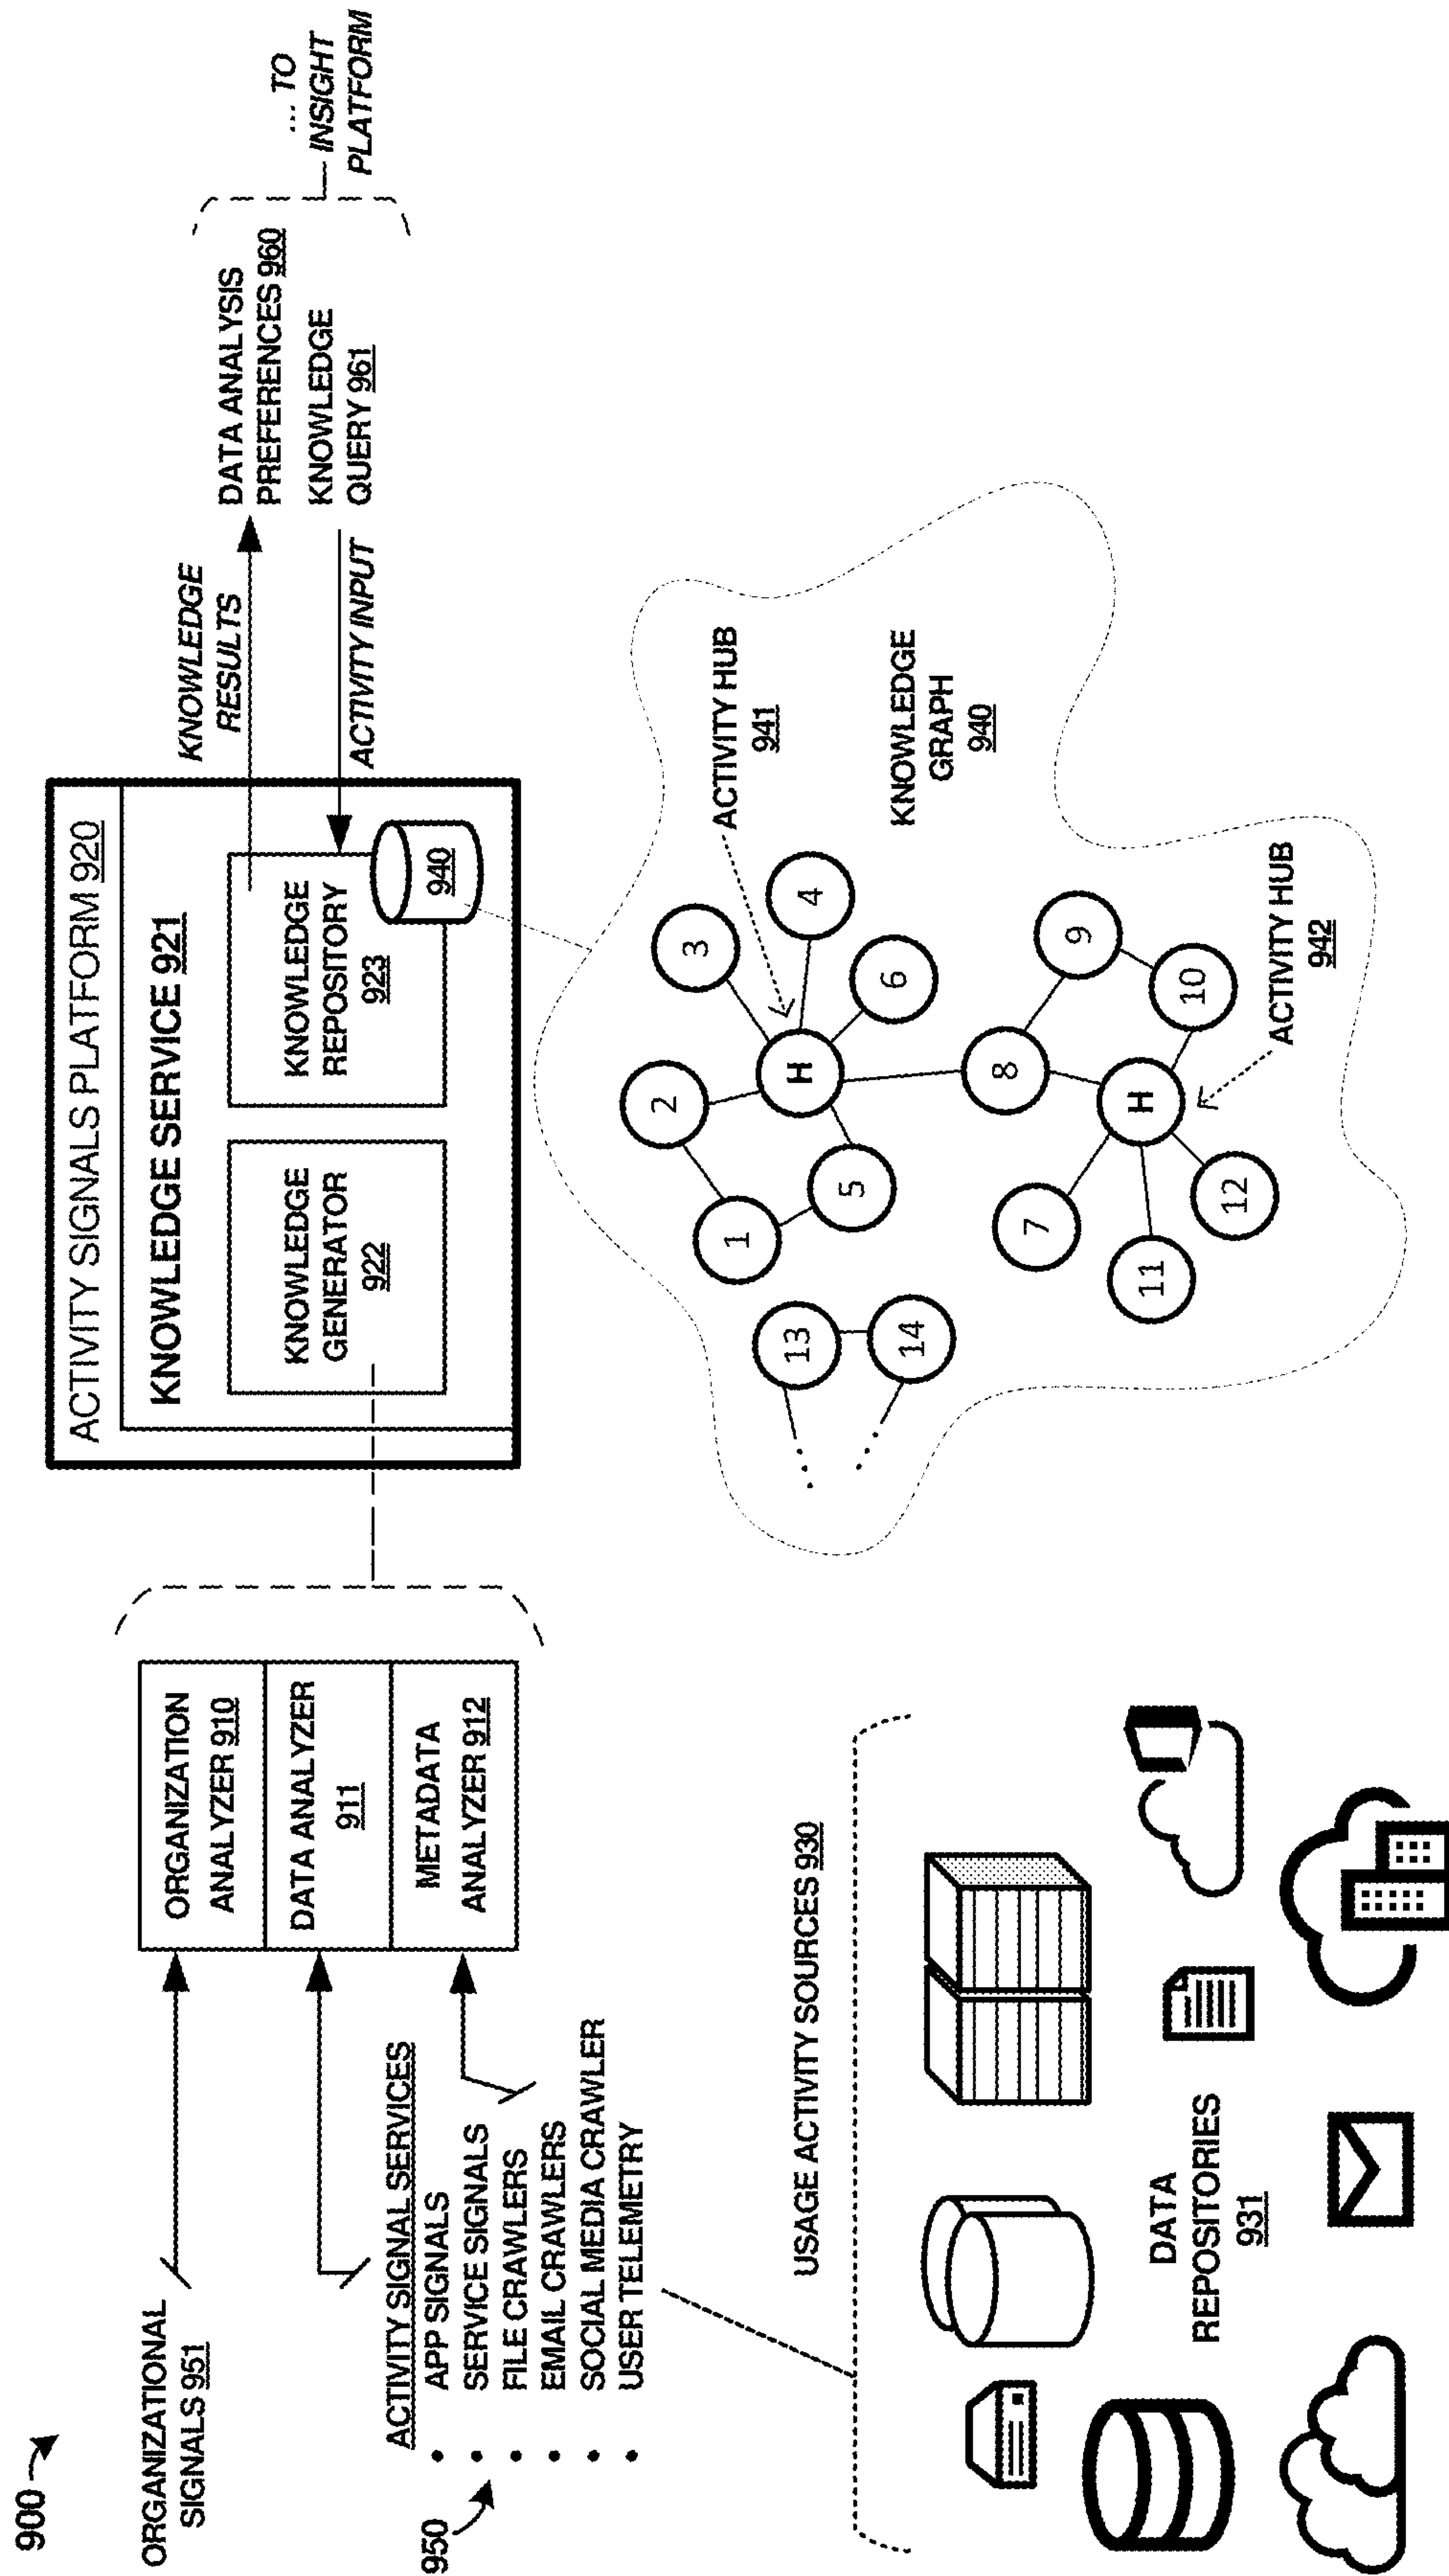 900
ORGANIZATIONAL
SIGNALS 951
ORGANIZATION
ANALYZER 910
DATA ANALYZER
911
METADATA
ANALYZER 912
950
ACTIVITY SIGNAL SERVICES
• APP SIGNALS
• SERVICE SIGNALS
• FILE CRAWLERS
• EMAIL CRAWLERS
• SOCIAL MEDIA CRAWLER
• USER TELEMETRY
USAGE ACTIVITY SOURCES 930
DATA
REPOSITORIES
931
ACTIVITY SIGNALS PLATFORM 920
KNOWLEDGE SERVICE 921
KNOWLEDGE
GENERATOR
922
KNOWLEDGE
REPOSITORY
923
940
KNOWLEDGE
RESULTS
ACTIVITY INPUT
DATA ANALYSIS
PREFERENCES 960
KNOWLEDGE
QUERY 961
... TO
INSIGHT
PLATFORM
ACTIVITY HUB
941
KNOWLEDGE
GRAPH
940
ACTIVITY HUB
942
1
2
3
4
5
6
H
7
8
9
10
H
11
12
13
14